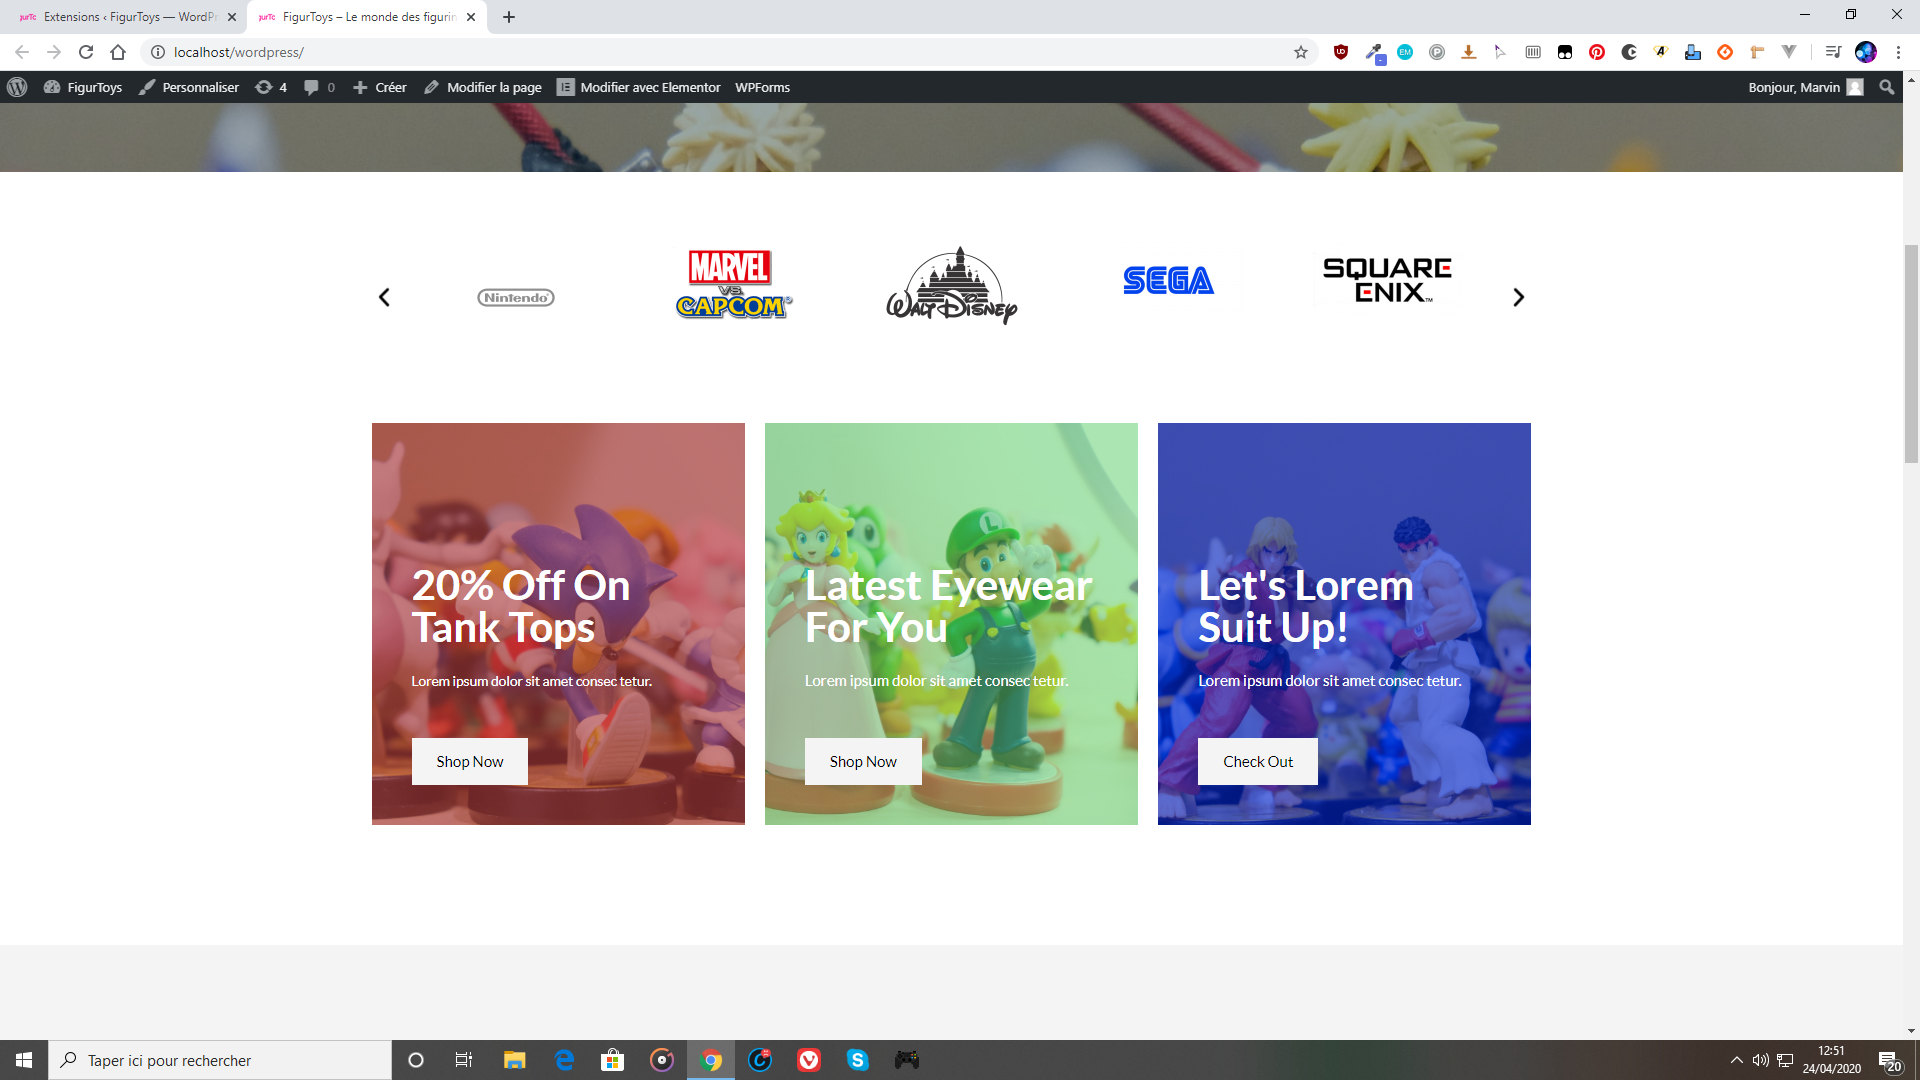 Extensions ‹ FigurToys — WordPr
FigurToys – Le monde des figurin
localhost/wordpress/
FigurToys
Personnaliser
4
0
Créer
Modifier la page
Modifier avec Elementor
WPForms
Bonjour, Marvin
Nintendo
MARVEL
VS.
CAPCOM
WALT DISNEY
SEGA
SQUARE
ENIX™
20% Off On
Tank Tops
Lorem ipsum dolor sit amet consec tetur.
Shop Now
Latest Eyewear
For You
Lorem ipsum dolor sit amet consec tetur.
Shop Now
Let's Lorem
Suit Up!
Lorem ipsum dolor sit amet consec tetur.
Check Out
Taper ici pour rechercher
12:51
24/04/2020
20